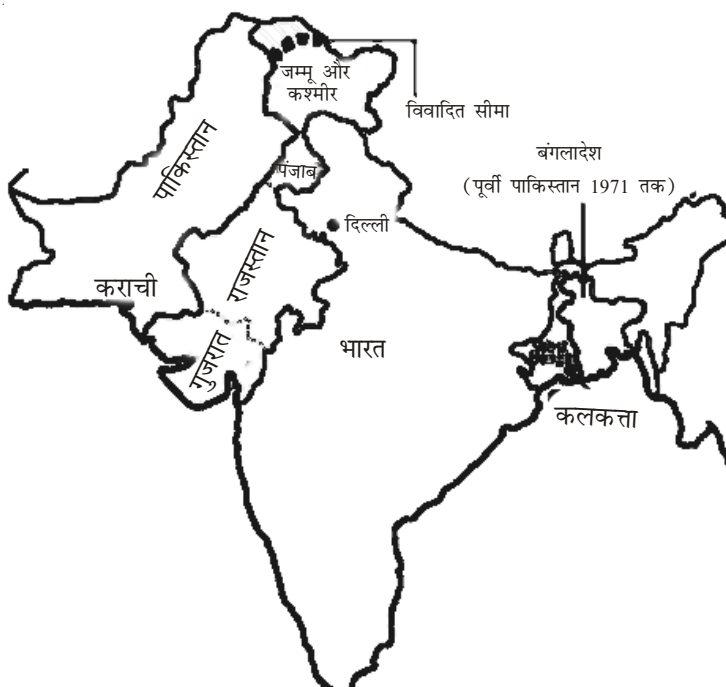 जम्मू और
कश्मीर
विवादित सीमा
बंगलादेश
(पूर्वी पाकिस्तान 1971 तक)
पाकिस्तान
पंजाब
दिल्ली
राजस्तान
कराची
गुजरात
भारत
कलकत्ता